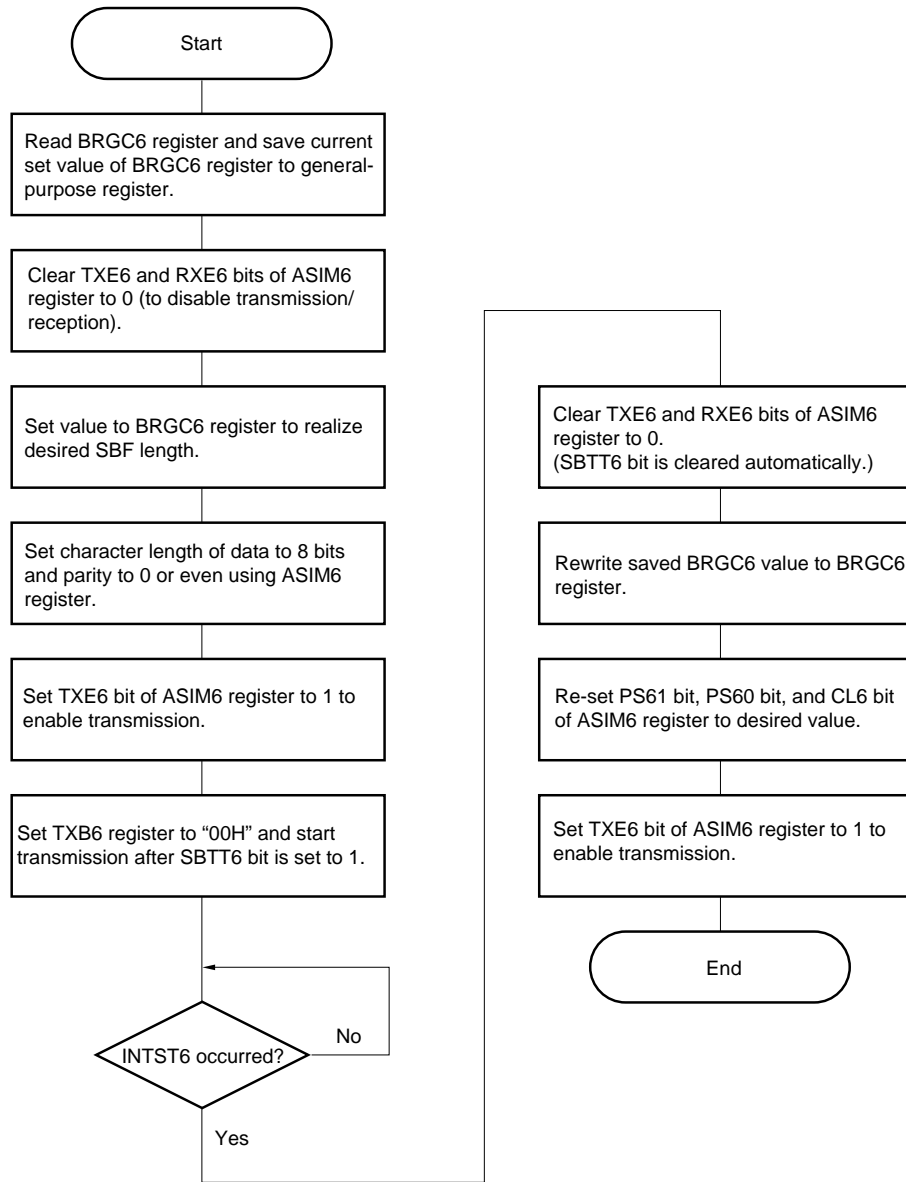 Start
Read BRGC6 register and save current
set value of BRGC6 register to general-
purpose register.
Clear TXE6 and RXE6 bits of ASIM6
register to 0 (to disable transmission/
reception).
Set value to BRGC6 register to realize
desired SBF length.
Set character length of data to 8 bits
and parity to 0 or even using ASIM6
register.
Set TXE6 bit of ASIM6 register to 1 to
enable transmission.
Set TXB6 register to “00H” and start
transmission after SBTT6 bit is set to 1.
INTST6 occurred?
No
Yes
Clear TXE6 and RXE6 bits of ASIM6
register to 0.
(SBTT6 bit is cleared automatically.)
Rewrite saved BRGC6 value to BRGC6
register.
Re-set PS61 bit, PS60 bit, and CL6 bit
of ASIM6 register to desired value.
Set TXE6 bit of ASIM6 register to 1 to
enable transmission.
End